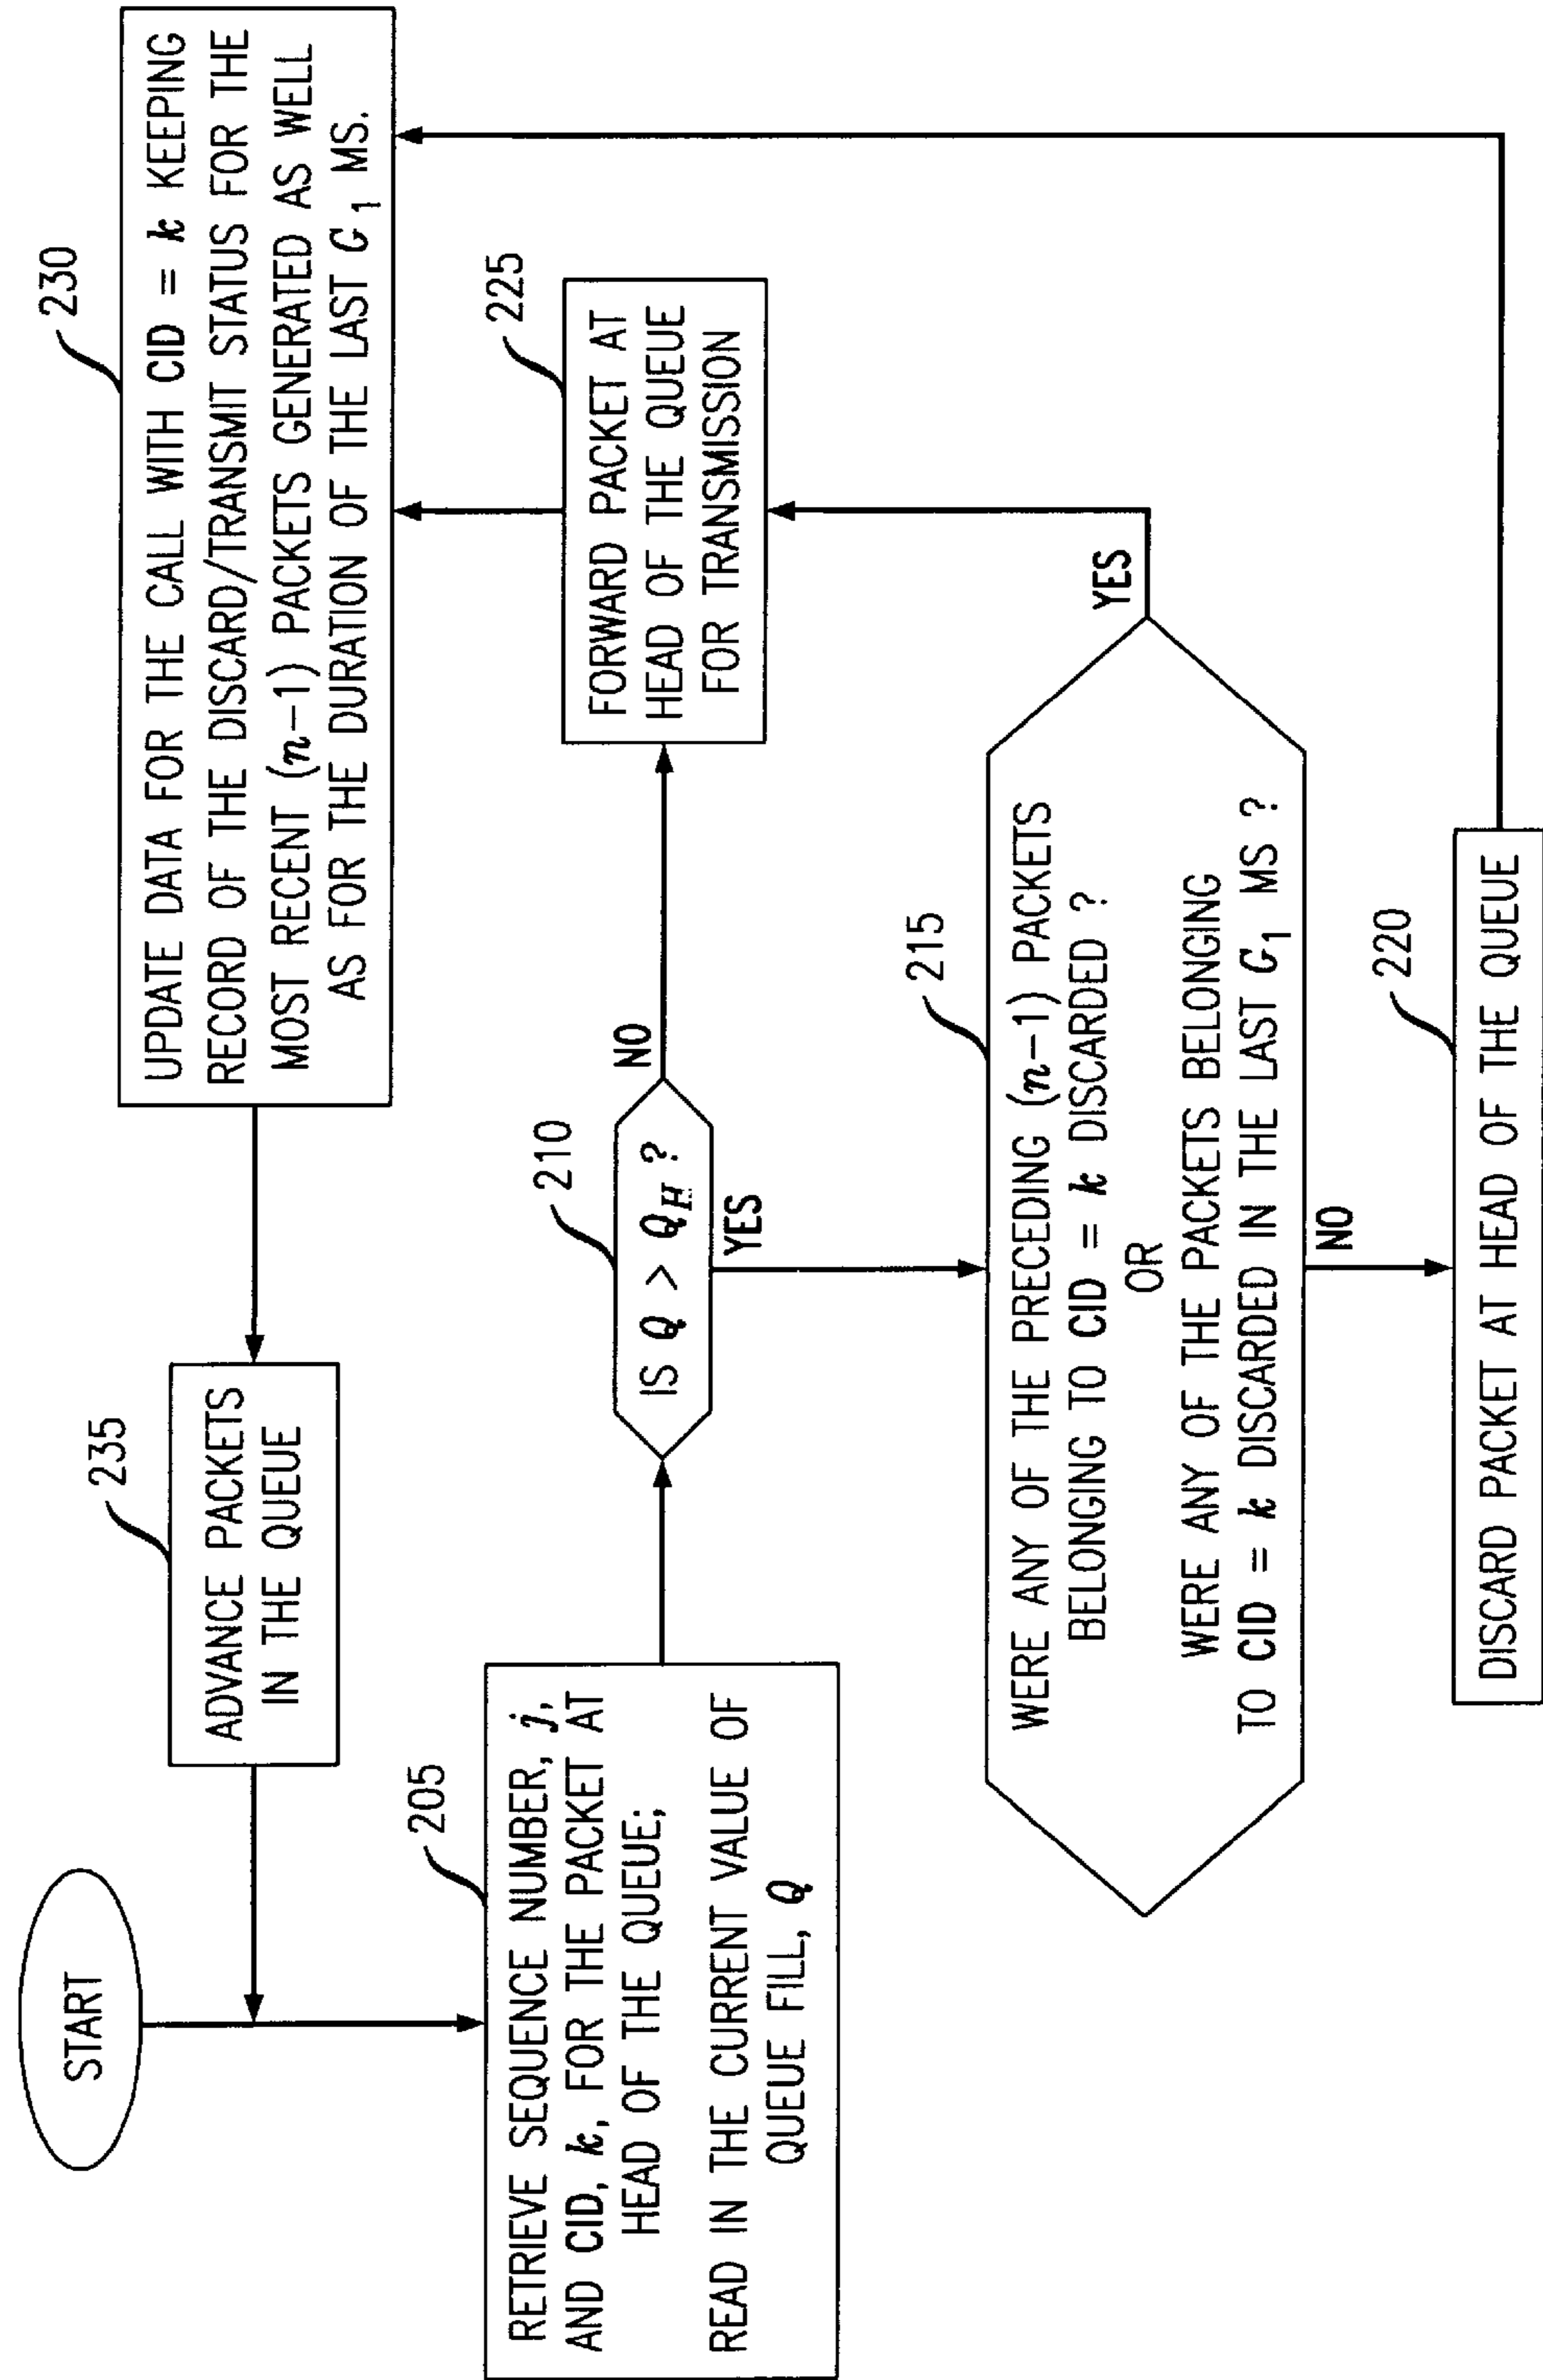 START
235
ADVANCE PACKETS
IN THE QUEUE
230
UPDATE DATA FOR THE CALL WITH CID = k KEEPING
RECORD OF THE DISCARD/TRANSMIT STATUS FOR THE
MOST RECENT (n-1) PACKETS GENERATED AS WELL
AS FOR THE DURATION OF THE LAST G1 MS.
205
RETRIEVE SEQUENCE NUMBER, j,
AND CID, k, FOR THE PACKET AT
HEAD OF THE QUEUE;
READ IN THE CURRENT VALUE OF
QUEUE FILL, Q
210
IS Q > QH ?
NO
YES
225
FORWARD PACKET AT
HEAD OF THE QUEUE
FOR TRANSMISSION
215
WERE ANY OF THE PRECEDING (n-1) PACKETS
BELONGING TO CID = k DISCARDED ?
OR
WERE ANY OF THE PACKETS BELONGING
TO CID = k DISCARDED IN THE LAST G1 MS ?
YES
NO
220
DISCARD PACKET AT HEAD OF THE QUEUE